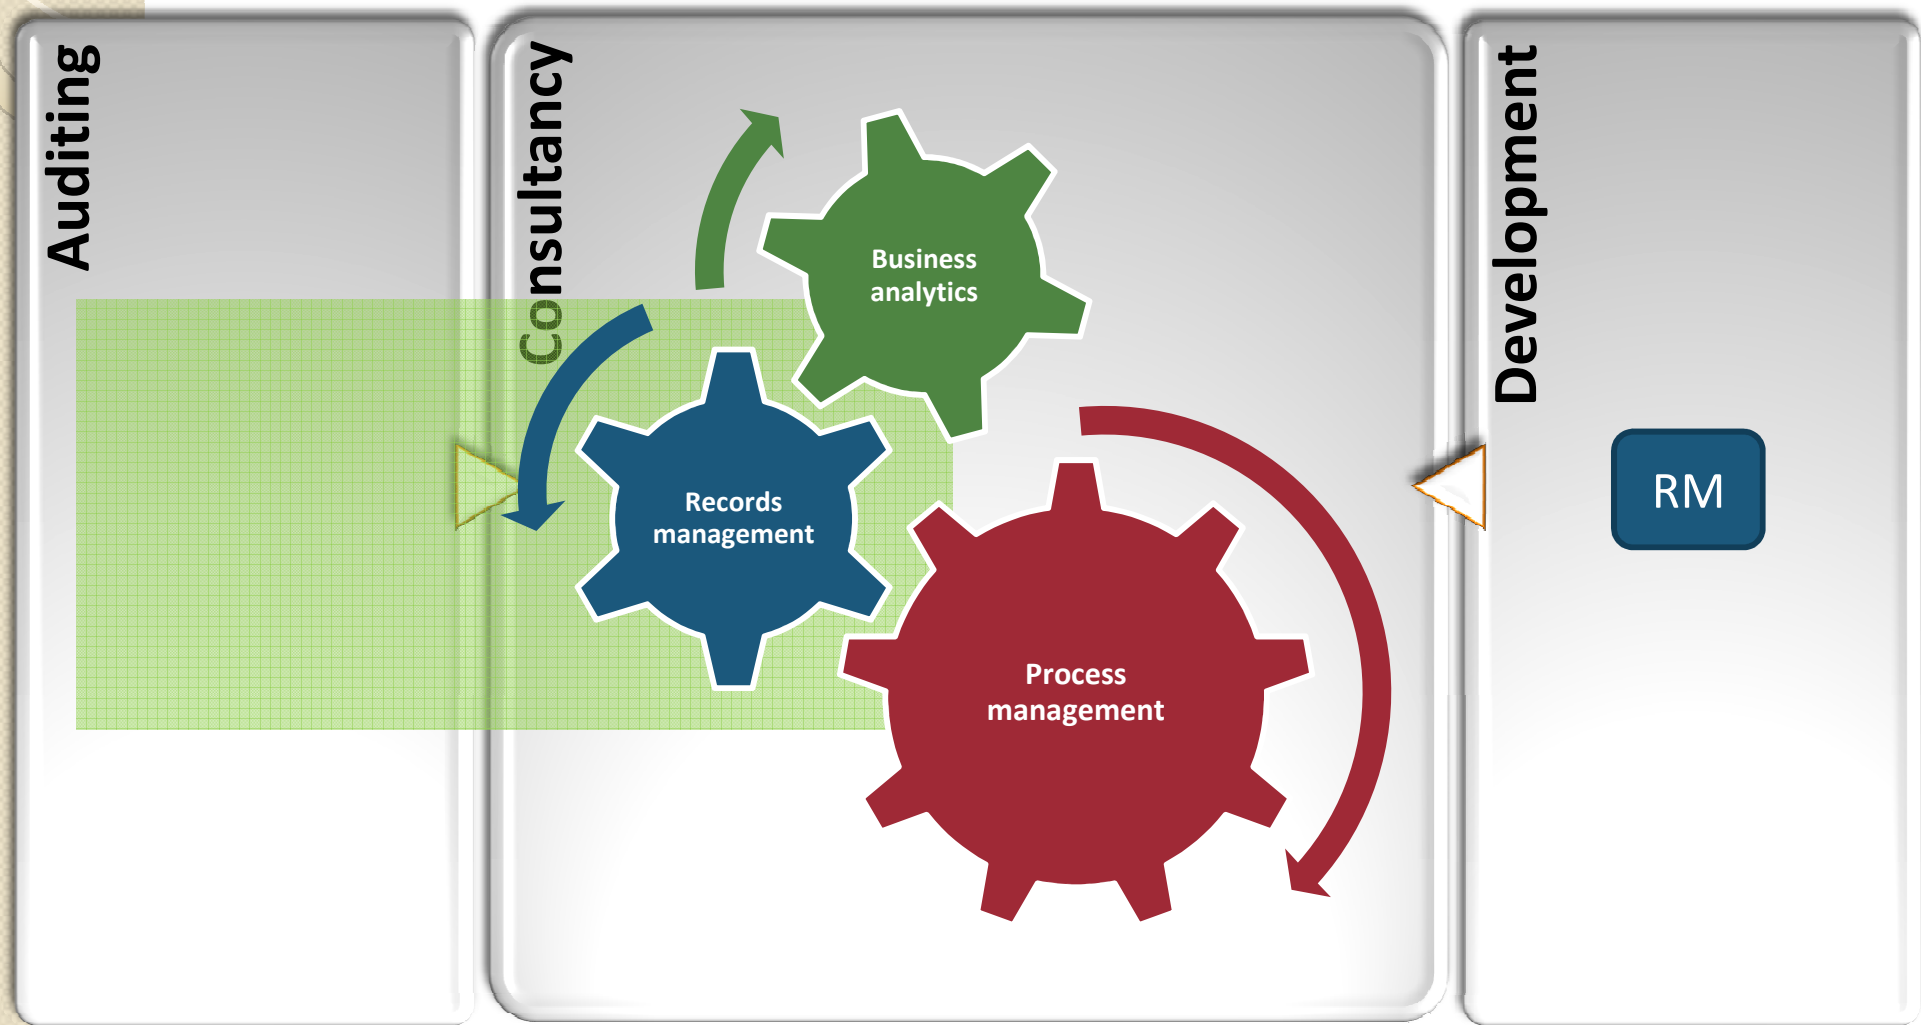 Auditing
Consultancy
Business
analytics
Records
management
Process
management
Development
RM